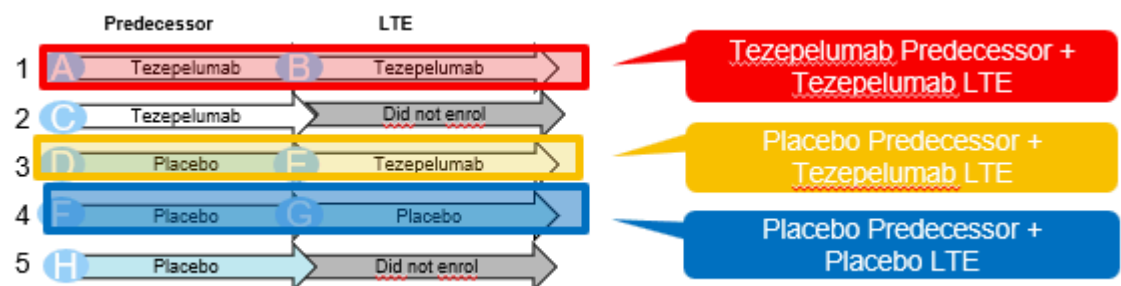 Predecessor LTE
1 A Tezepelumab B Tezepelumab
Tezepelumab Predecessor +
Tezepelumab LTE
2 C Tezepelumab Did not enrol
3 D Placebo E Tezepelumab
Placebo Predecessor +
Tezepelumab LTE
4 F Placebo G Placebo
Placebo Predecessor +
Placebo LTE
5 H Placebo Did not enrol